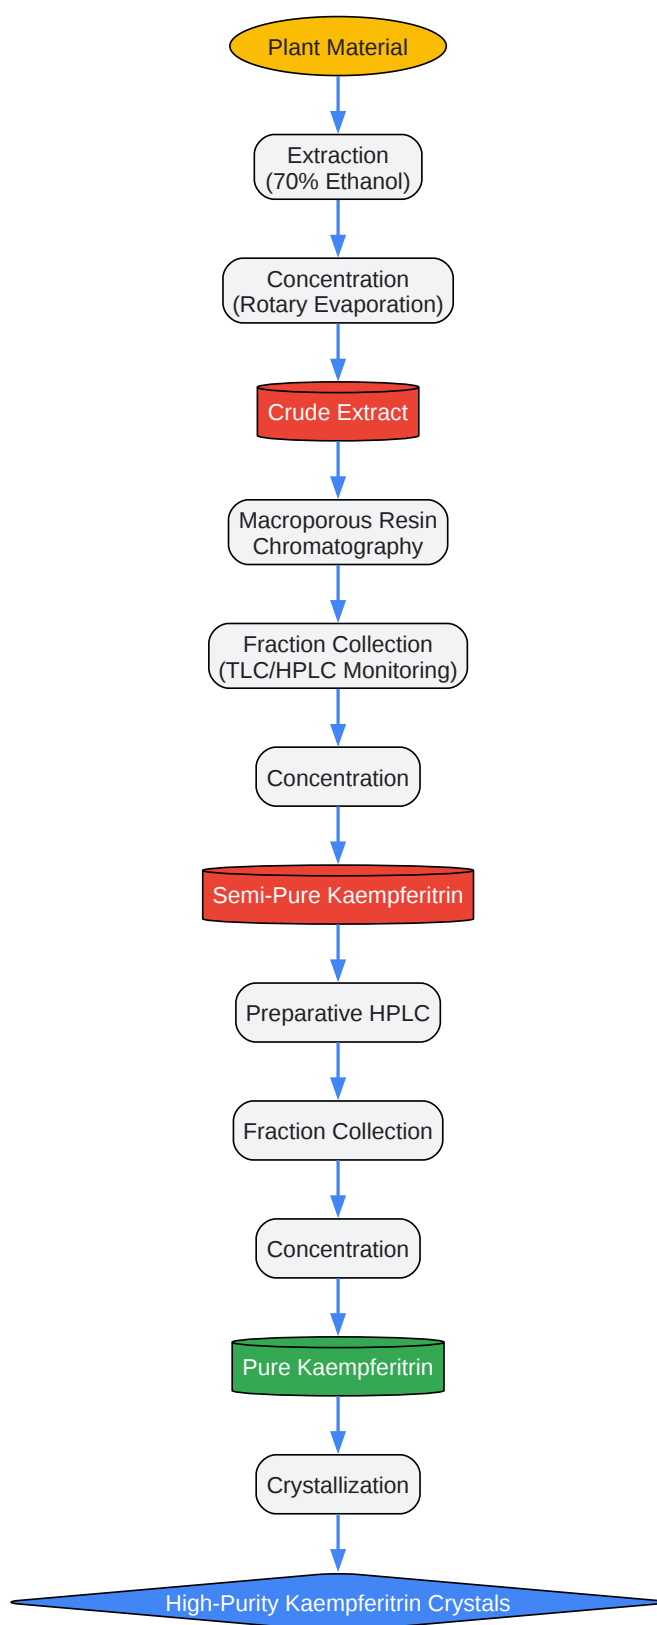 Plant Material
Extraction
(70% Ethanol)
Concentration
(Rotary Evaporation)
Crude Extract
Macroporous Resin
Chromatography
Fraction Collection
(TLC/HPLC Monitoring)
Concentration
Semi-Pure Kaempferitrin
Preparative HPLC
Fraction Collection
Concentration
Pure Kaempferitrin
Crystallization
High-Purity Kaempferitrin Crystals